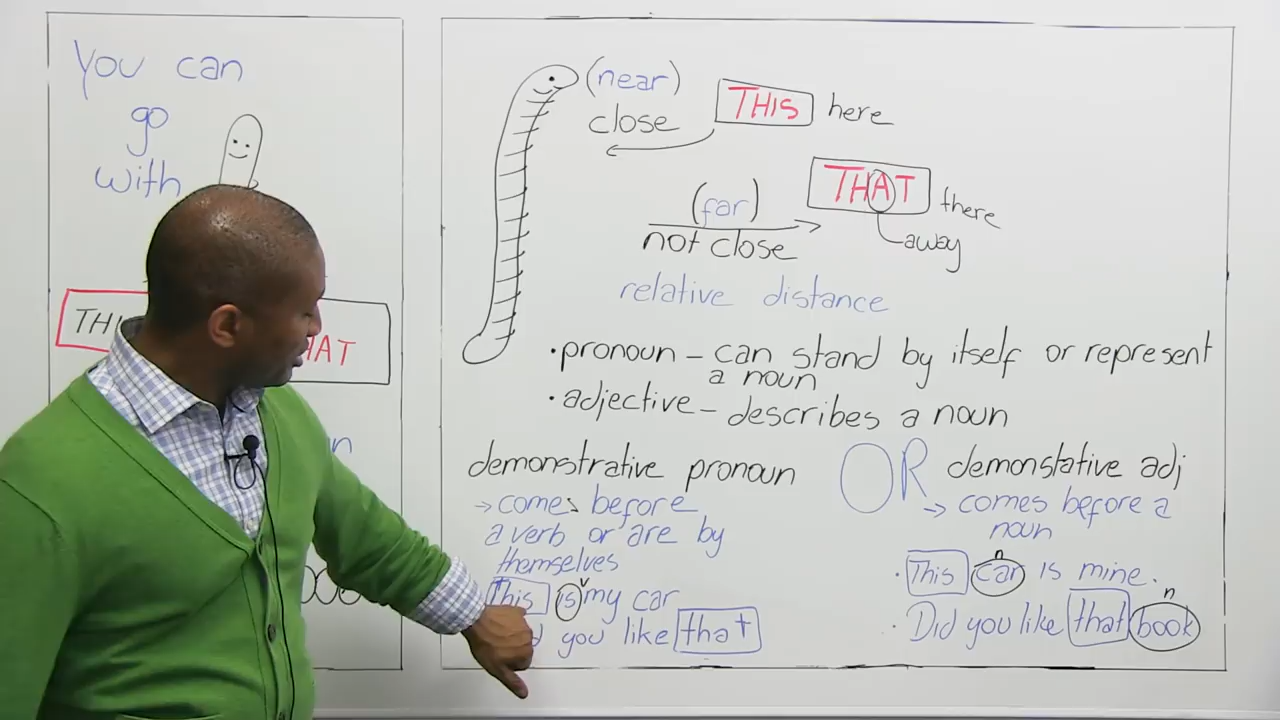 You can
go
with
THAT
(near)
close
THIS here
THAT there
away
(far)
not close
relative distance
• pronoun – can stand by itself or represent
a noun
• adjective – describes a noun
demonstrative pronoun
→ comes before
a verb or are by
themselves
v
This is my car
you like that
OR
demonstative adj
→ comes before a
noun
n
• This car is mine.
n
• Did you like that book